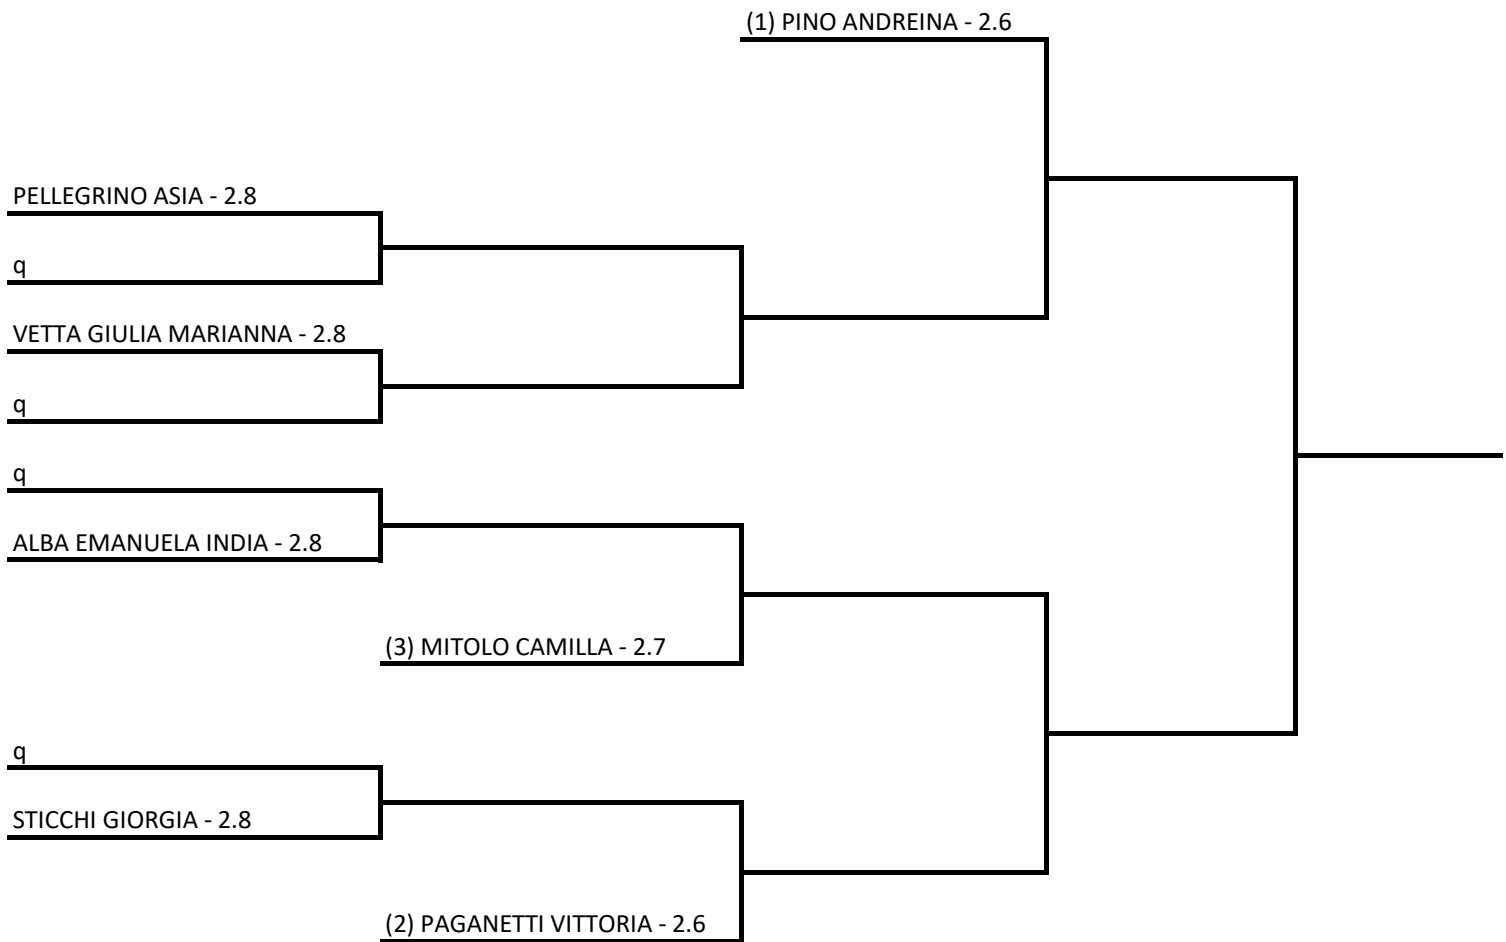 (1) PINO ANDREINA - 2.6
PELLEGRINO ASIA - 2.8
q
VETTA GIULIA MARIANNA - 2.8
q
q
ALBA EMANUELA INDIA - 2.8
(3) MITOLO CAMILLA - 2.7
q
STICCHI GIORGIA - 2.8
(2) PAGANETTI VITTORIA - 2.6